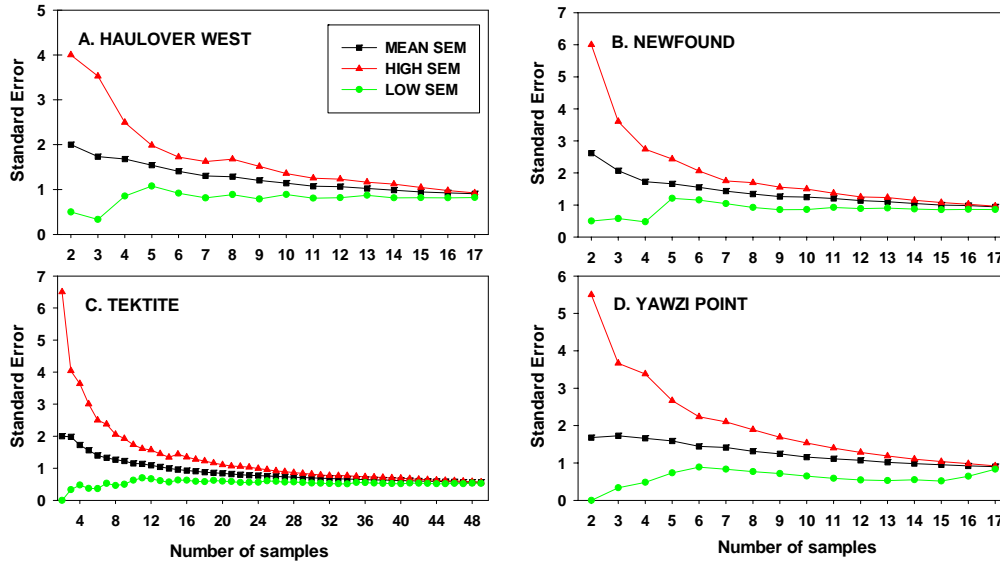 A. HAULOVER WEST
MEAN SEM
HIGH SEM
LOW SEM
Standard Error
5
4
3
2
1
0
2 3 4 5 6 7 8 9 10 11 12 13 14 15 16 17
B. NEWFOUND
Standard Error
7
6
5
4
3
2
1
0
2 3 4 5 6 7 8 9 10 11 12 13 14 15 16 17
C. TEKTITE
Standard Error
7
6
5
4
3
2
1
0
4 8 12 16 20 24 28 32 36 40 44 48
Number of samples
D. YAWZI POINT
Standard Error
6
5
4
3
2
1
0
2 3 4 5 6 7 8 9 10 11 12 13 14 15 16 17
Number of samples